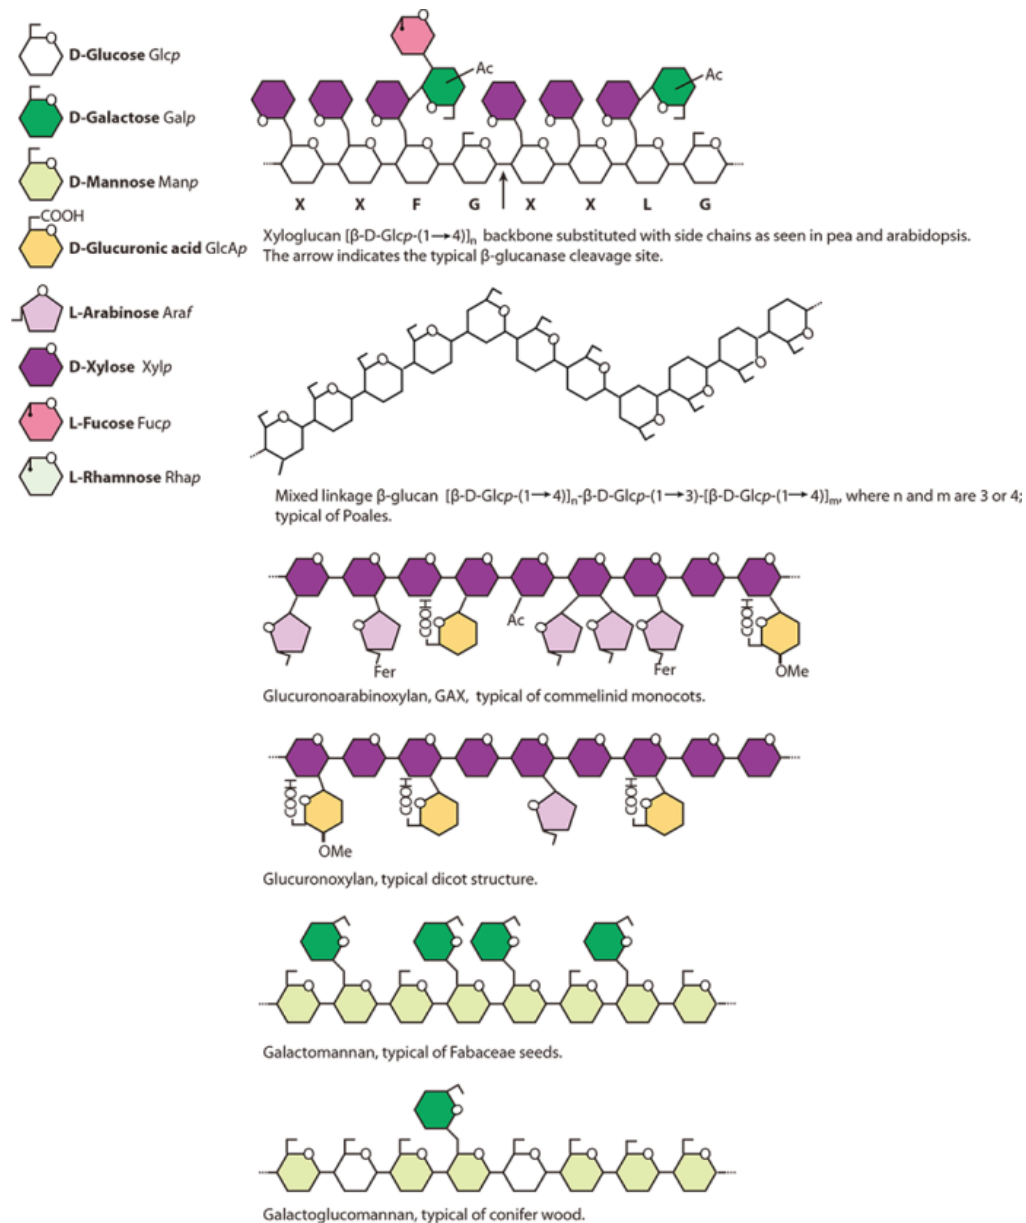 D-Glucose Glcp
D-Galactose Galp
D-Mannose Manp
COOH
D-Glucuronic acid GlcAp
L-Arabinose Araf
D-Xylose Xylp
L-Fucose Fucp
L-Rhamnose Rhap
Ac
Ac
X X F G X X L G
Xyloglucan [β-D-Glcp-(1→4)]n backbone substituted with side chains as seen in pea and arabidopsis.
The arrow indicates the typical β-glucanase cleavage site.
Mixed linkage β-glucan [β-D-Glcp-(1→4)]n-β-D-Glcp-(1→3)-[β-D-Glcp-(1→4)]m, where n and m are 3 or 4;
typical of Poales.
COOH Ac COOH
Fer Fer OMe
Glucuronoarabinoxylan, GAX, typical of commelinid monocots.
COOH COOH COOH
OMe
Glucuronoxylan, typical dicot structure.
Galactomannan, typical of Fabaceae seeds.
Galactoglucomannan, typical of conifer wood.